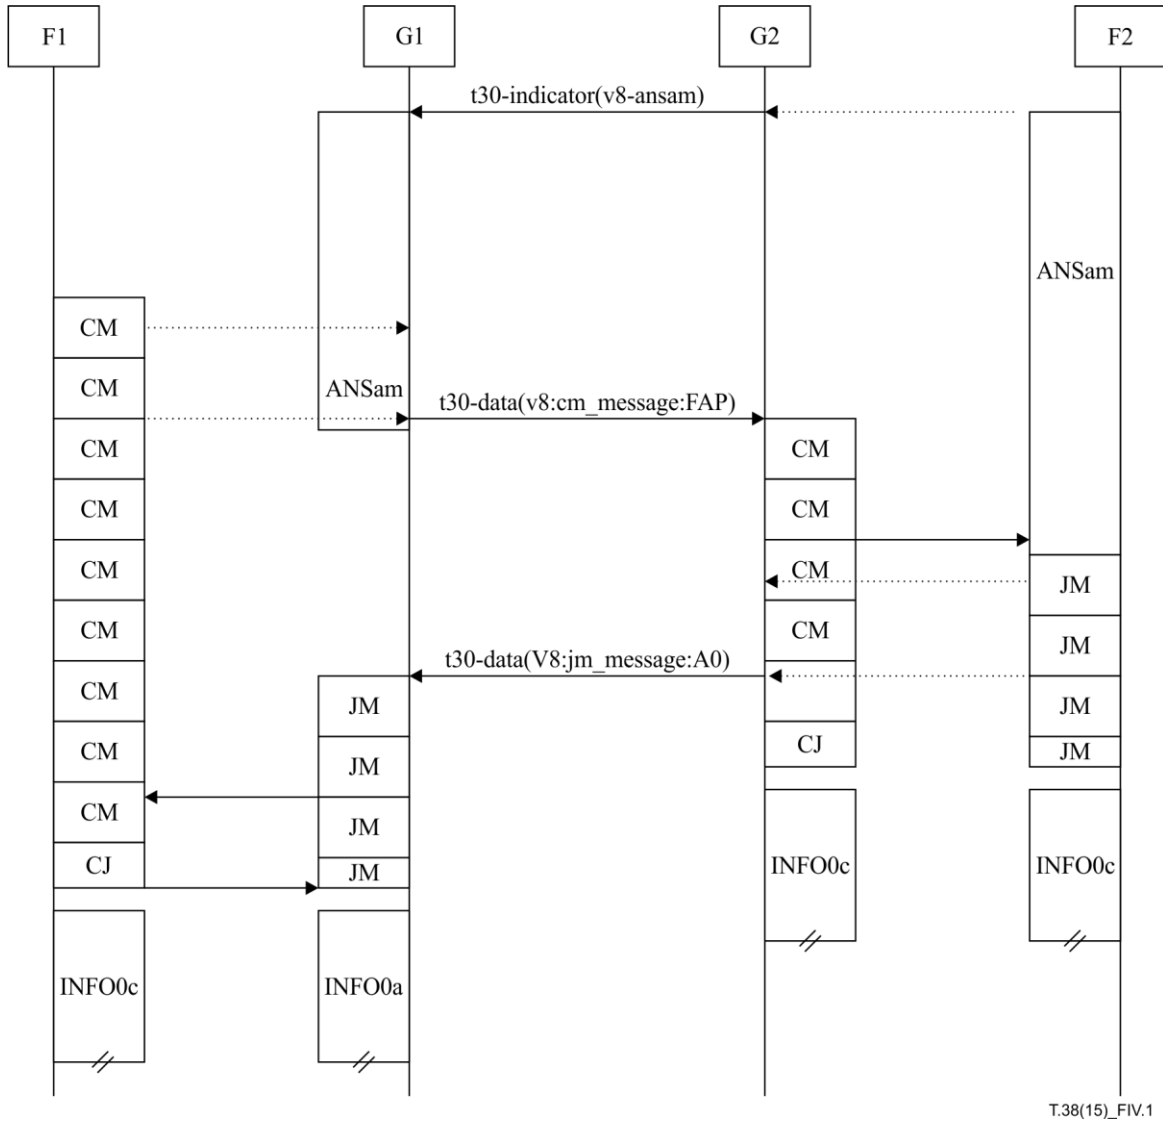 F1
G1
G2
F2
t30-indicator(v8-ansam)
ANSam
CM
CM
ANSam
t30-data(v8:cm_message:FAP)
CM
CM
CM
CM
CM
CM
JM
CM
CM
JM
t30-data(V8:jm_message:A0)
CM
JM
JM
CM
CJ
JM
JM
CM
JM
CJ
JM
INFO0c
INFO0c
INFO0c
INFO0a
T.38(15)_FIV.1